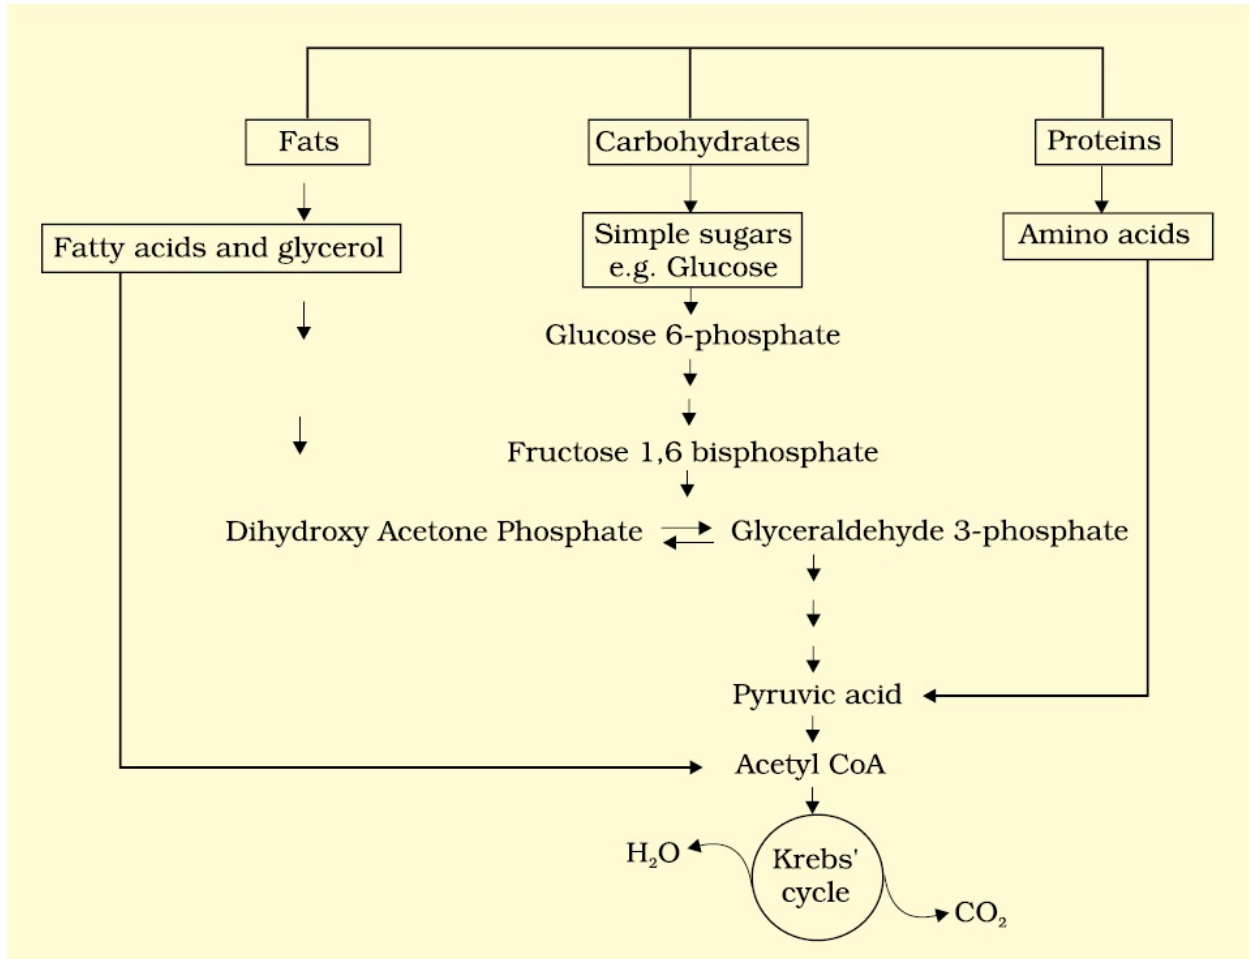 Fats
Carbohydrates
Proteins
Fatty acids and glycerol
Simple sugars
e.g. Glucose
Amino acids
Glucose 6-phosphate
Fructose 1,6 bisphosphate
Dihydroxy Acetone Phosphate
Glyceraldehyde 3-phosphate
Pyruvic acid
Acetyl CoA
H₂O
Krebs'
cycle
CO₂